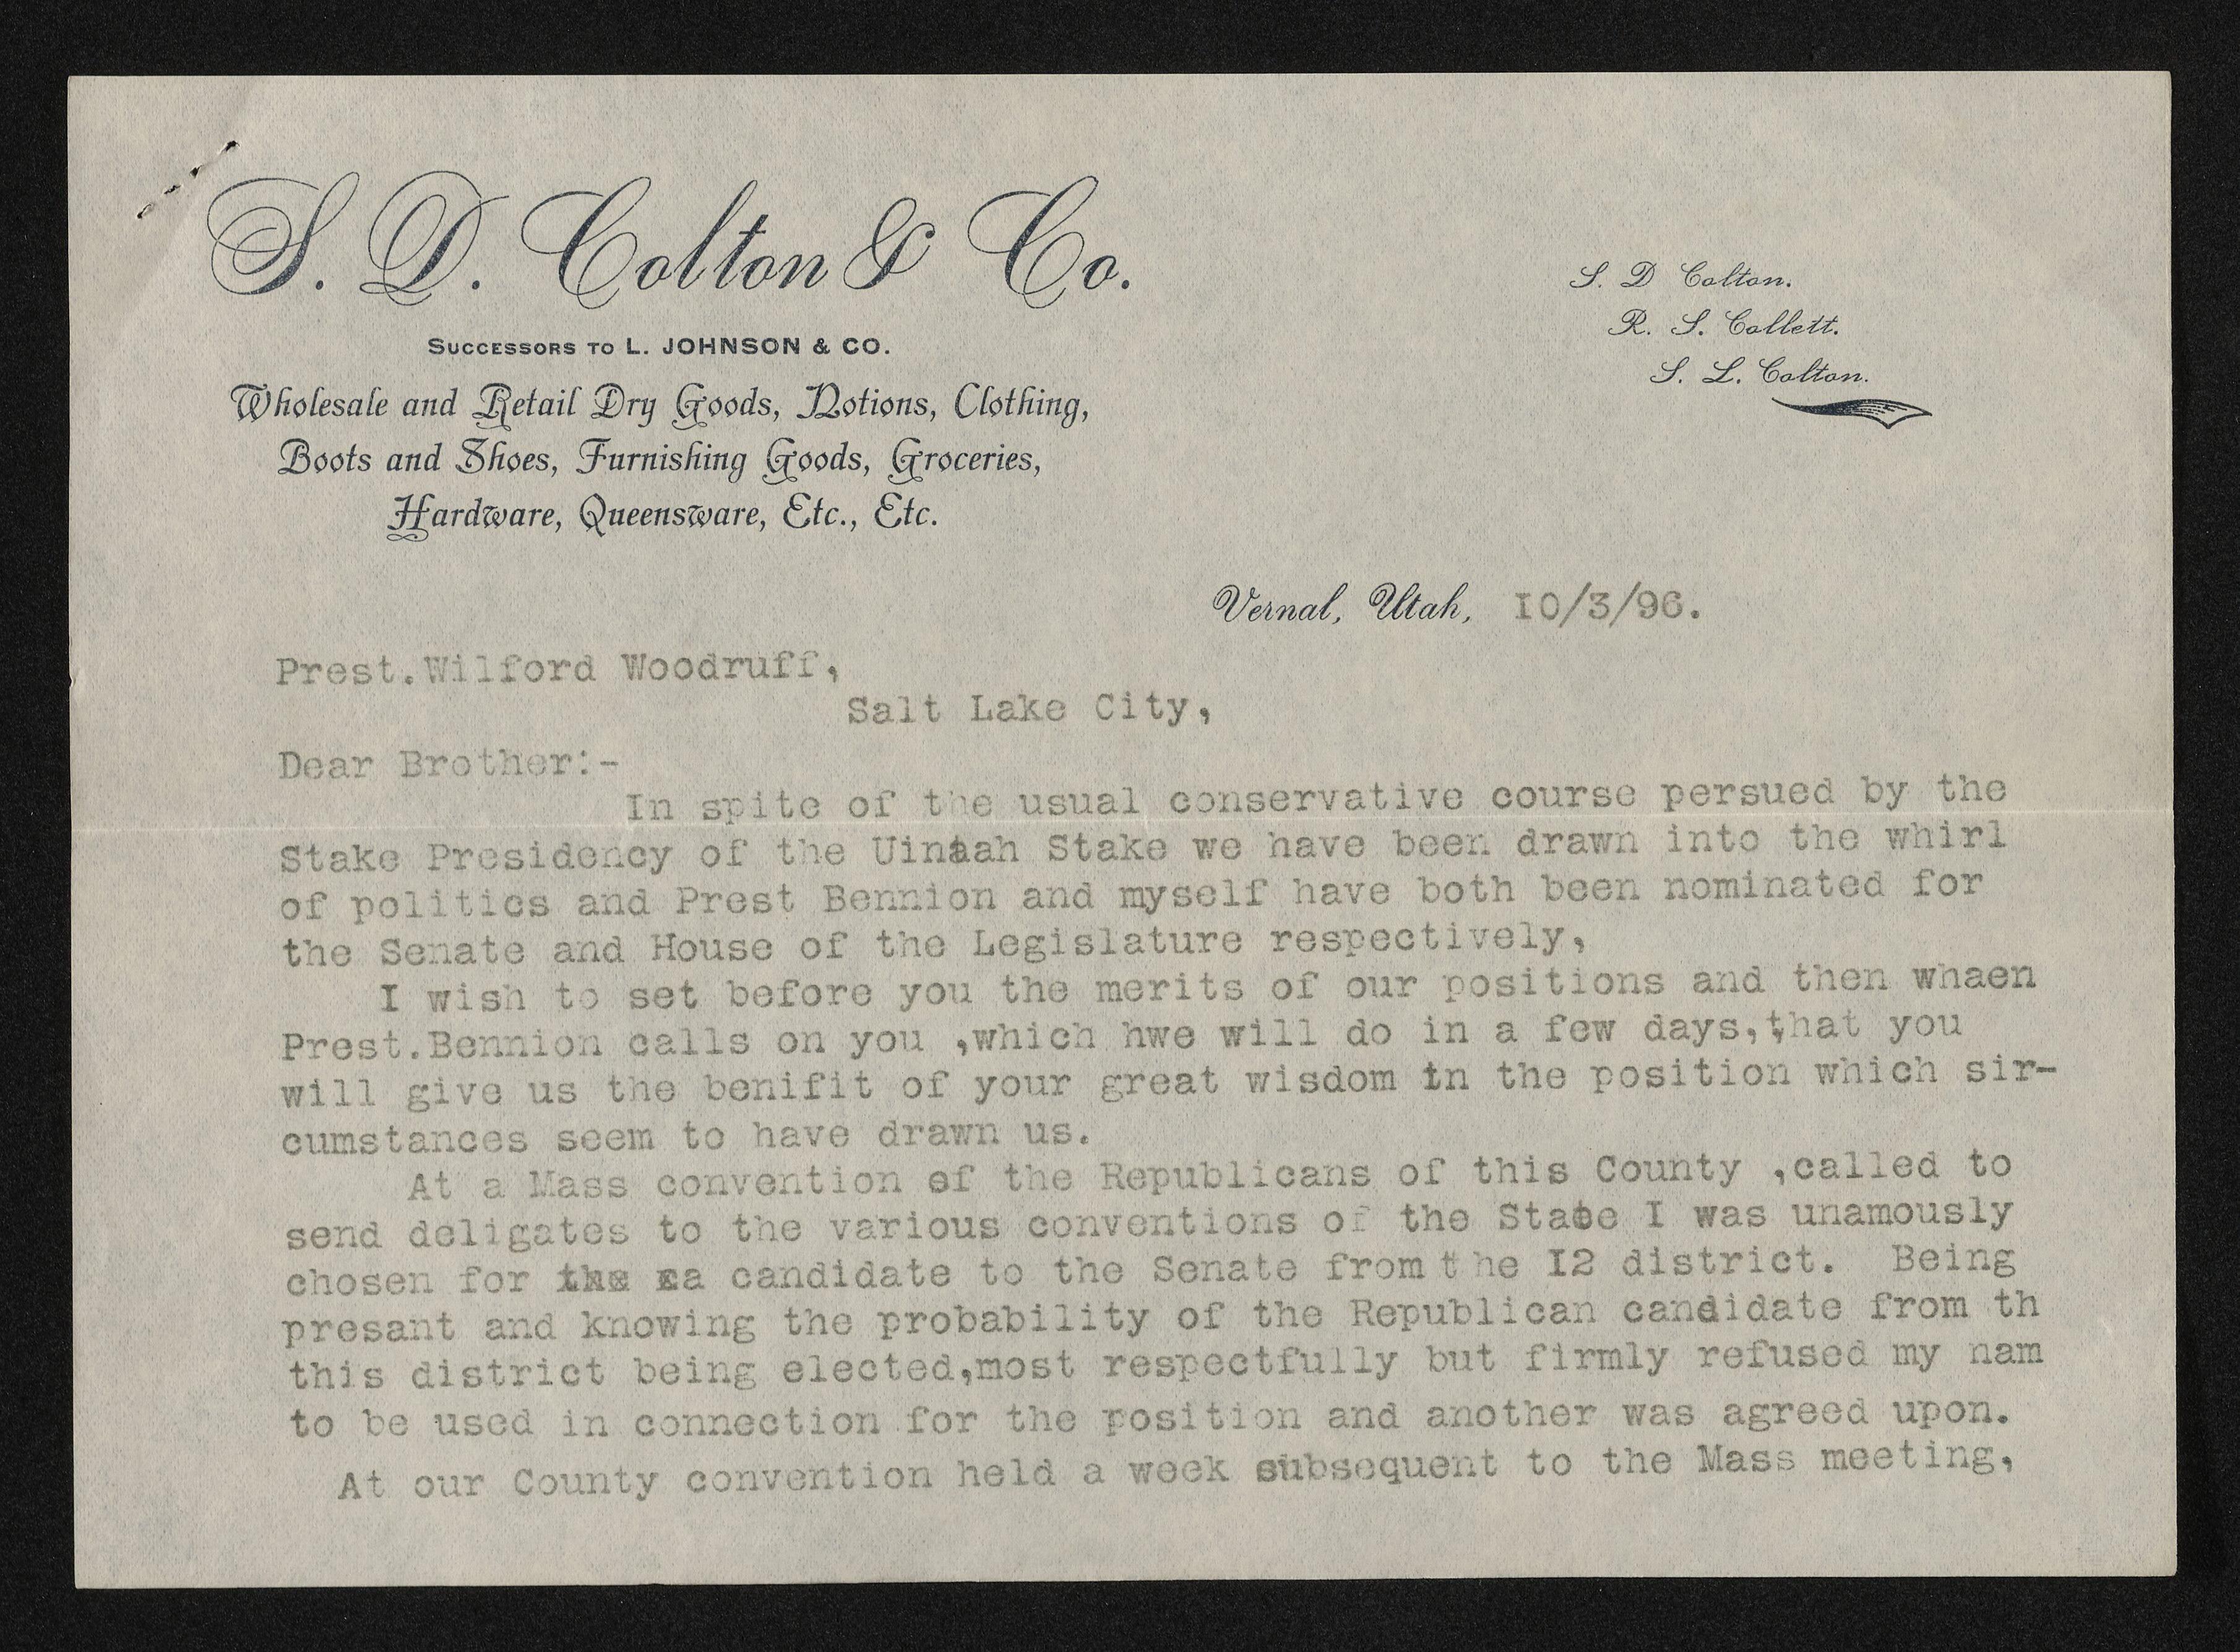 S. D. Colton & Co.
SUCCESSORS TO L. JOHNSON & CO.
Wholesale and Retail Dry Goods, Notions, Clothing,
Boots and Shoes, Furnishing Goods, Groceries,
Hardware, Queensware, Etc., Etc.
S. D Colton.
R. S. Collett.
S. L. Colton.
Vernal, Utah, 10/3/96.
Prest.Wilford Woodruff,
Salt Lake City,
Dear Brother:-
In spite of the usual conservative course persued by the
Stake Presidency of the Uintah Stake we have been drawn into the whirl
of politics and Prest Bennion and myself have both been nominated for
the Senate and House of the Legislature respectively,
I wish to set before you the merits of our positions and then whaen
Prest.Bennion calls on you ,which hwe will do in a few days,that you
will give us the benifit of your great wisdom in the position which sir-
cumstances seem to have drawn us.
At a Mass convention of the Republicans of this County ,called to
send deligates to the various conventions of the State I was unamously
chosen for a candidate to the Senate from the I2 district. Being
presant and knowing the probability of the Republican candidate from th
this district being elected,most respectfully but firmly refused my nam
to be used in connection for the position and another was agreed upon.
At our County convention held a week subsequent to the Mass meeting,